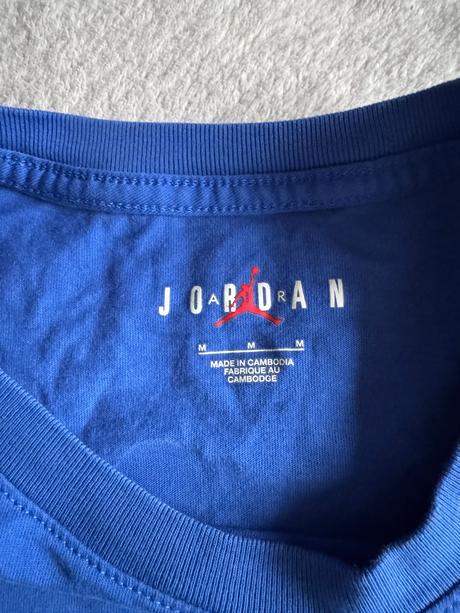 JORDAN
AIR
M M M
MADE IN CAMBODIA
FABRIQUE AU
CAMBODGE